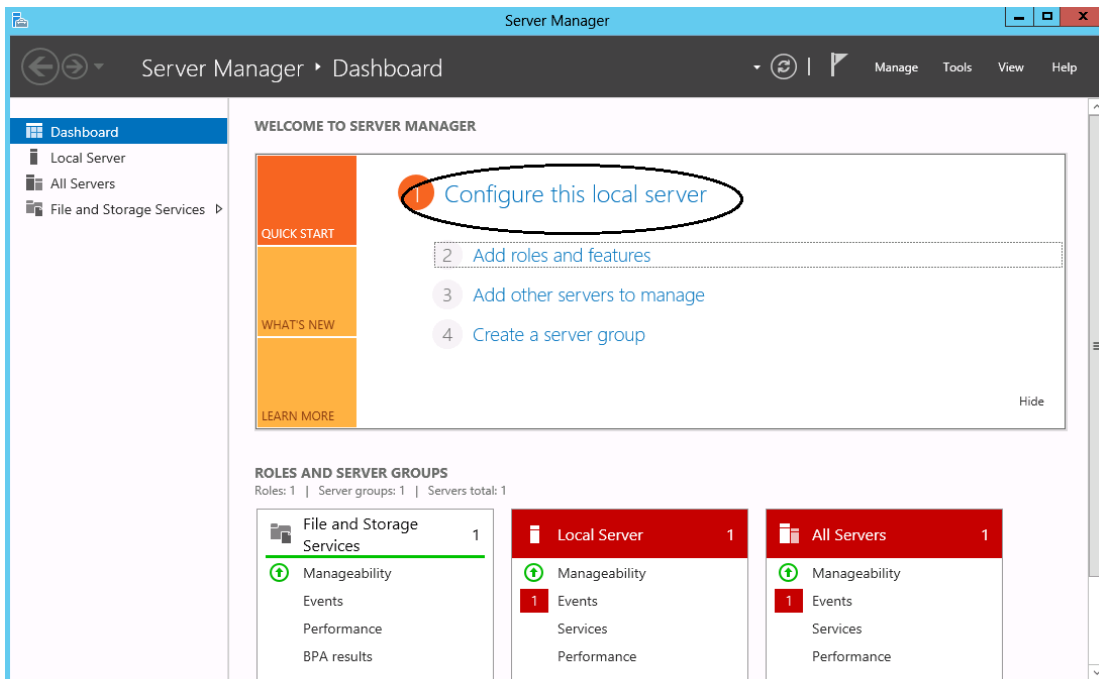 Server Manager
Server Manager ‣ Dashboard
Manage Tools View Help
Dashboard
Local Server
All Servers
File and Storage Services
WELCOME TO SERVER MANAGER
QUICK START
WHAT'S NEW
LEARN MORE
1 Configure this local server
2 Add roles and features
3 Add other servers to manage
4 Create a server group
Hide
ROLES AND SERVER GROUPS
Roles: 1 | Server groups: 1 | Servers total: 1
File and Storage
Services 1
Manageability
Events
Performance
BPA results
Local Server 1
Manageability
1 Events
Services
Performance
All Servers 1
Manageability
1 Events
Services
Performance